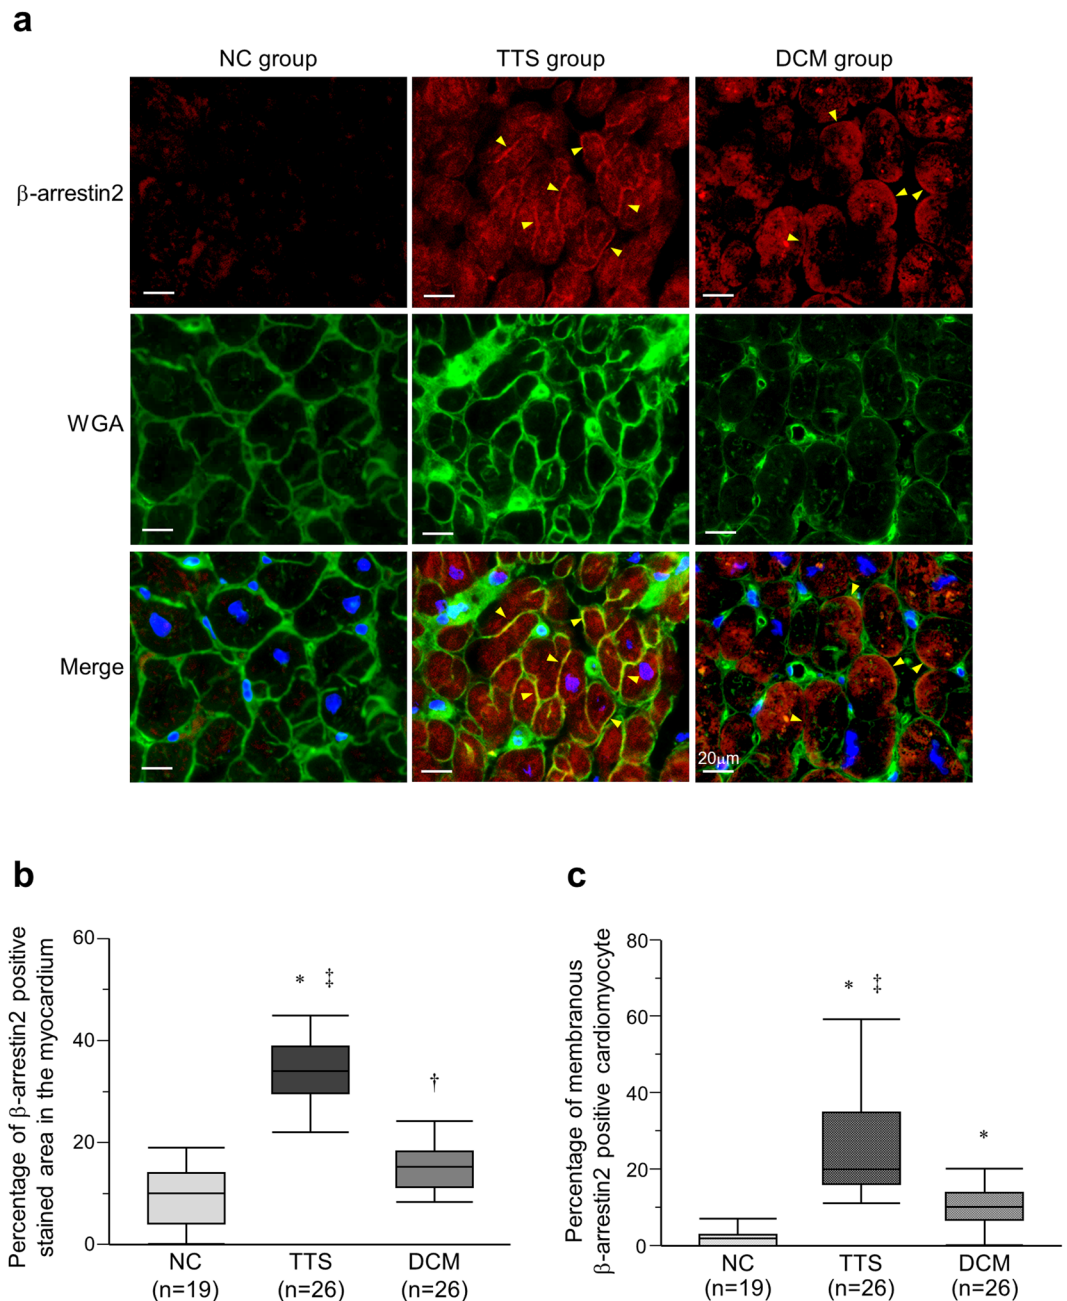 a
NC group
TTS group
DCM group
β-arrestin2
WGA
Merge
20μm
b
Percentage of β-arrestin2 positive
stained area in the myocardium
60
40
20
0
* ‡
†
NC
TTS
DCM
(n=19)
(n=26)
(n=26)
c
Percentage of membranous
β-arrestin2 positive cardiomyocyte
80
60
40
20
0
* ‡
*
NC
TTS
DCM
(n=19)
(n=26)
(n=26)